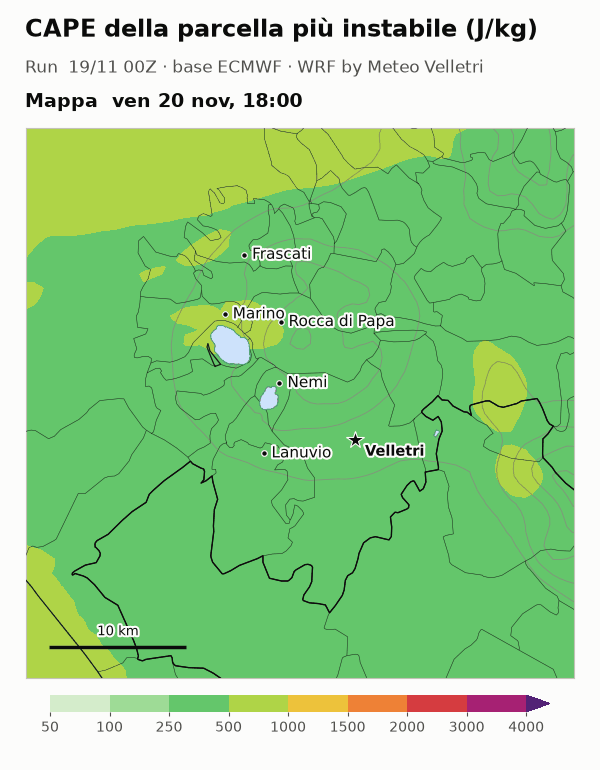 CAPE della parcella più instabile (J/kg)
Run  19/11 00Z · base ECMWF · WRF by Meteo Velletri
Mappa  ven 20 nov, 18:00
Frascati
Marino
Rocca di Papa
Nemi
Velletri
Lanuvio
10 km
50 100 250 500 1000 1500 2000 3000 4000